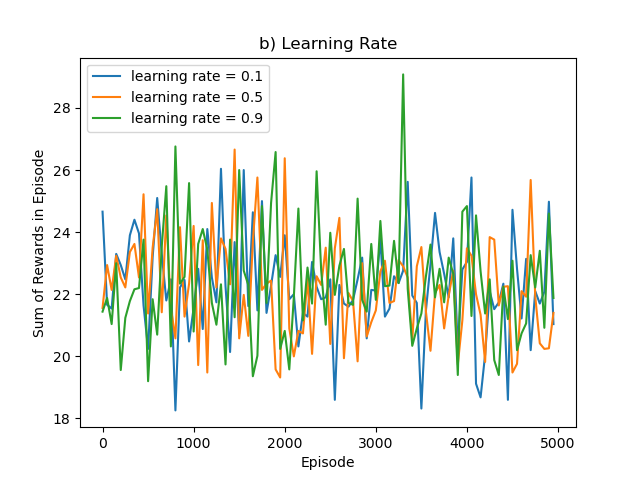 b) Learning Rate
learning rate = 0.1
learning rate = 0.5
learning rate = 0.9
Sum of Rewards in Episode
28
26
24
22
20
18
0 1000 2000 3000 4000 5000
Episode